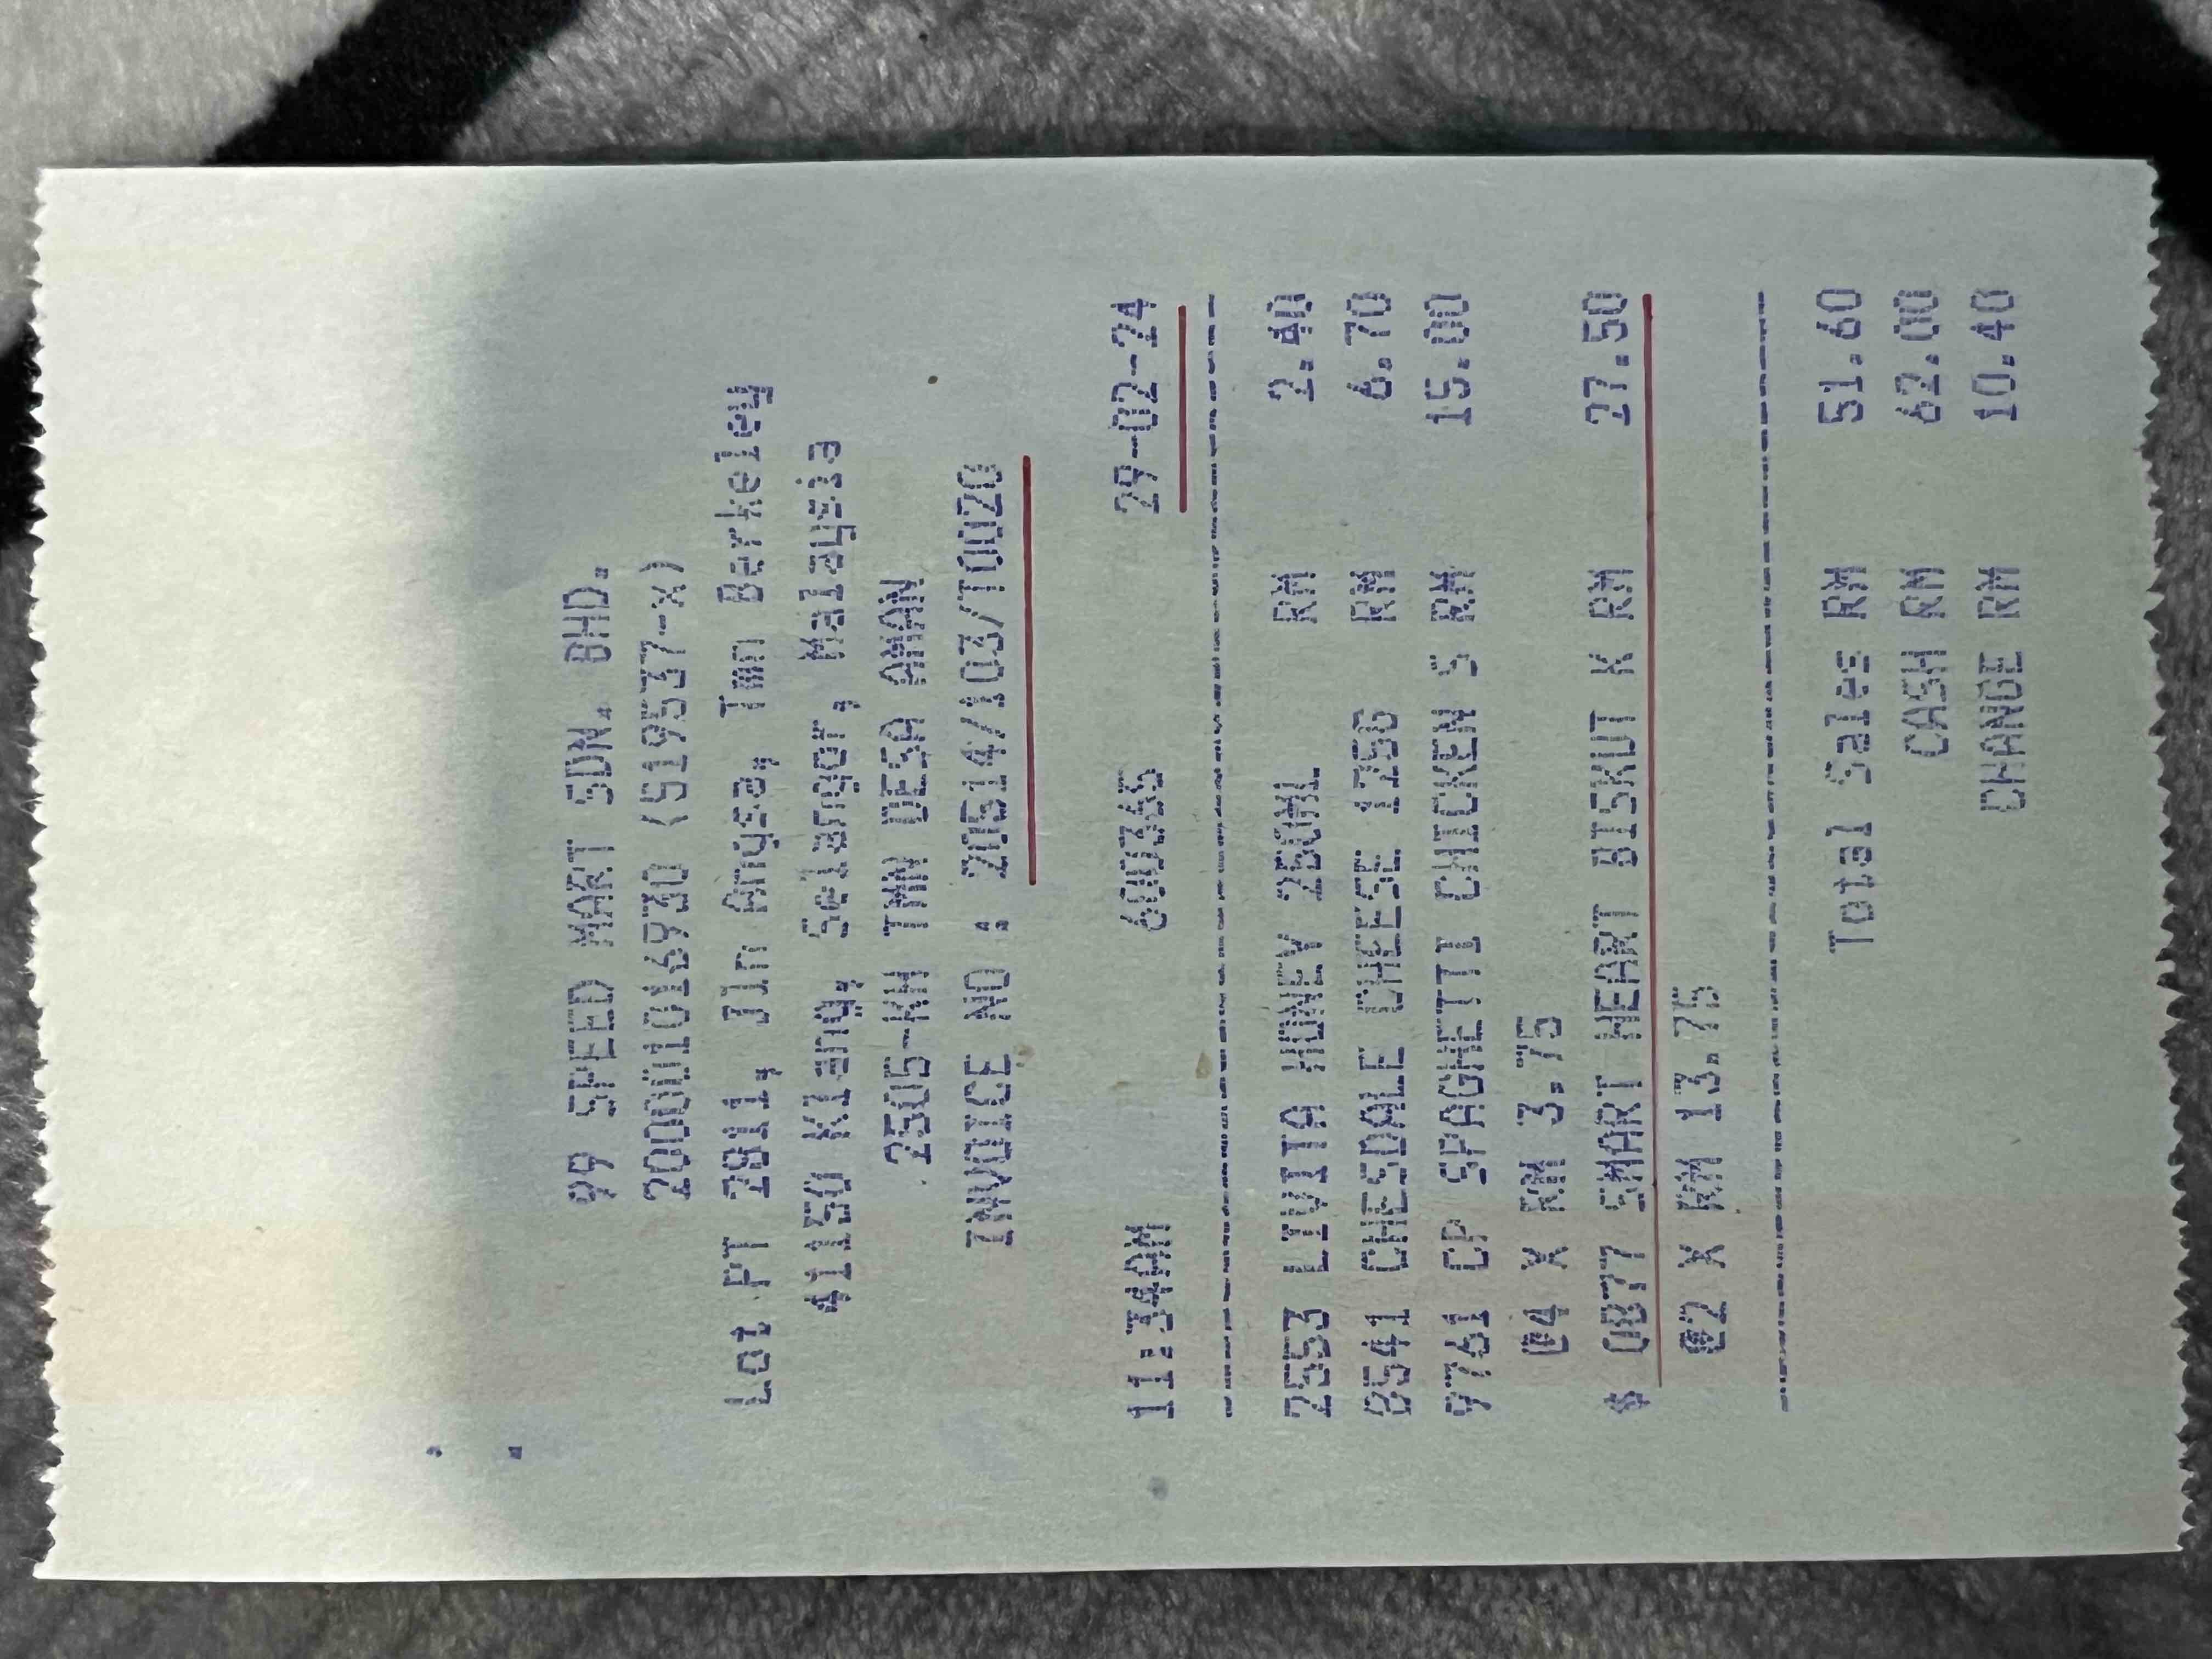 99 SPEED MART SDN. BHD.
200001016930 (519537-X)
Lot PT 2811, Jln Angsa, Tmn Berkeley
41150 Klang, Selangor, Malaysia
2505-KH TMN DESA AMAN
INVOICE NO : 20514/103/T0020
11:34AM 600365 29-02-24
2553 LIVITA HONEY 250ML RM 2.40
8541 CHESDALE CHEESE 125G RM 6.70
9761 CP SPAGHETTI CHICKEN S RM 15.00
@4 X RM 3.75
$ 0877 SMART HEART BISKUT K RM 27.50
@2 X RM 13.75
Total Sales RM 51.60
CASH RM 62.00
CHANGE RM 10.40